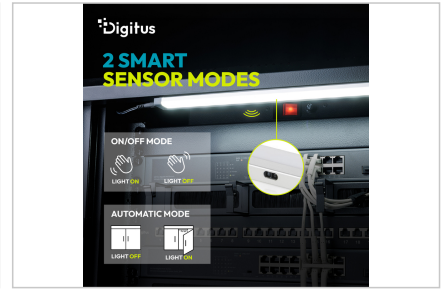 Digitus
2 SMART
SENSOR MODES
ON/OFF MODE
LIGHT ON LIGHT OFF
AUTOMATIC MODE
LIGHT OFF LIGHT ON